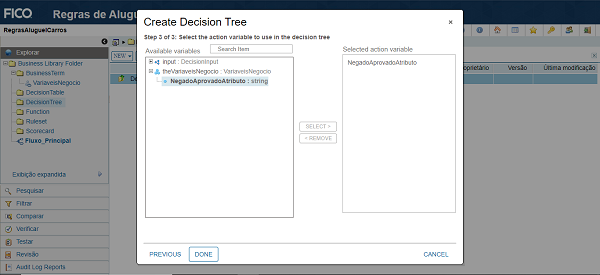 FICO
Regras de Alugue
RegrasAluguelCarros
Explorar
Business Library Folder
BusinessTerm
VariaveisNegocio
DecisionTable
DecisionTree
Function
Ruleset
Scorecard
Fluxo_Principal
Exibição expandida
Pesquisar
Filtrar
Comparar
Verificar
Testar
Revisão
Audit Log Reports
NEW
De
Create Decision Tree
×
Step 3 of 3: Select the action variable to use in the decision tree
Available variables
Search Item
input : DecisionInput
theVariaveisNegocio : VariaveisNegocio
NegadoAprovadoAtributo : string
SELECT >
< REMOVE
Selected action variable
NegadoAprovadoAtributo
PREVIOUS
DONE
CANCEL
oprietário
Versão
Última modificação